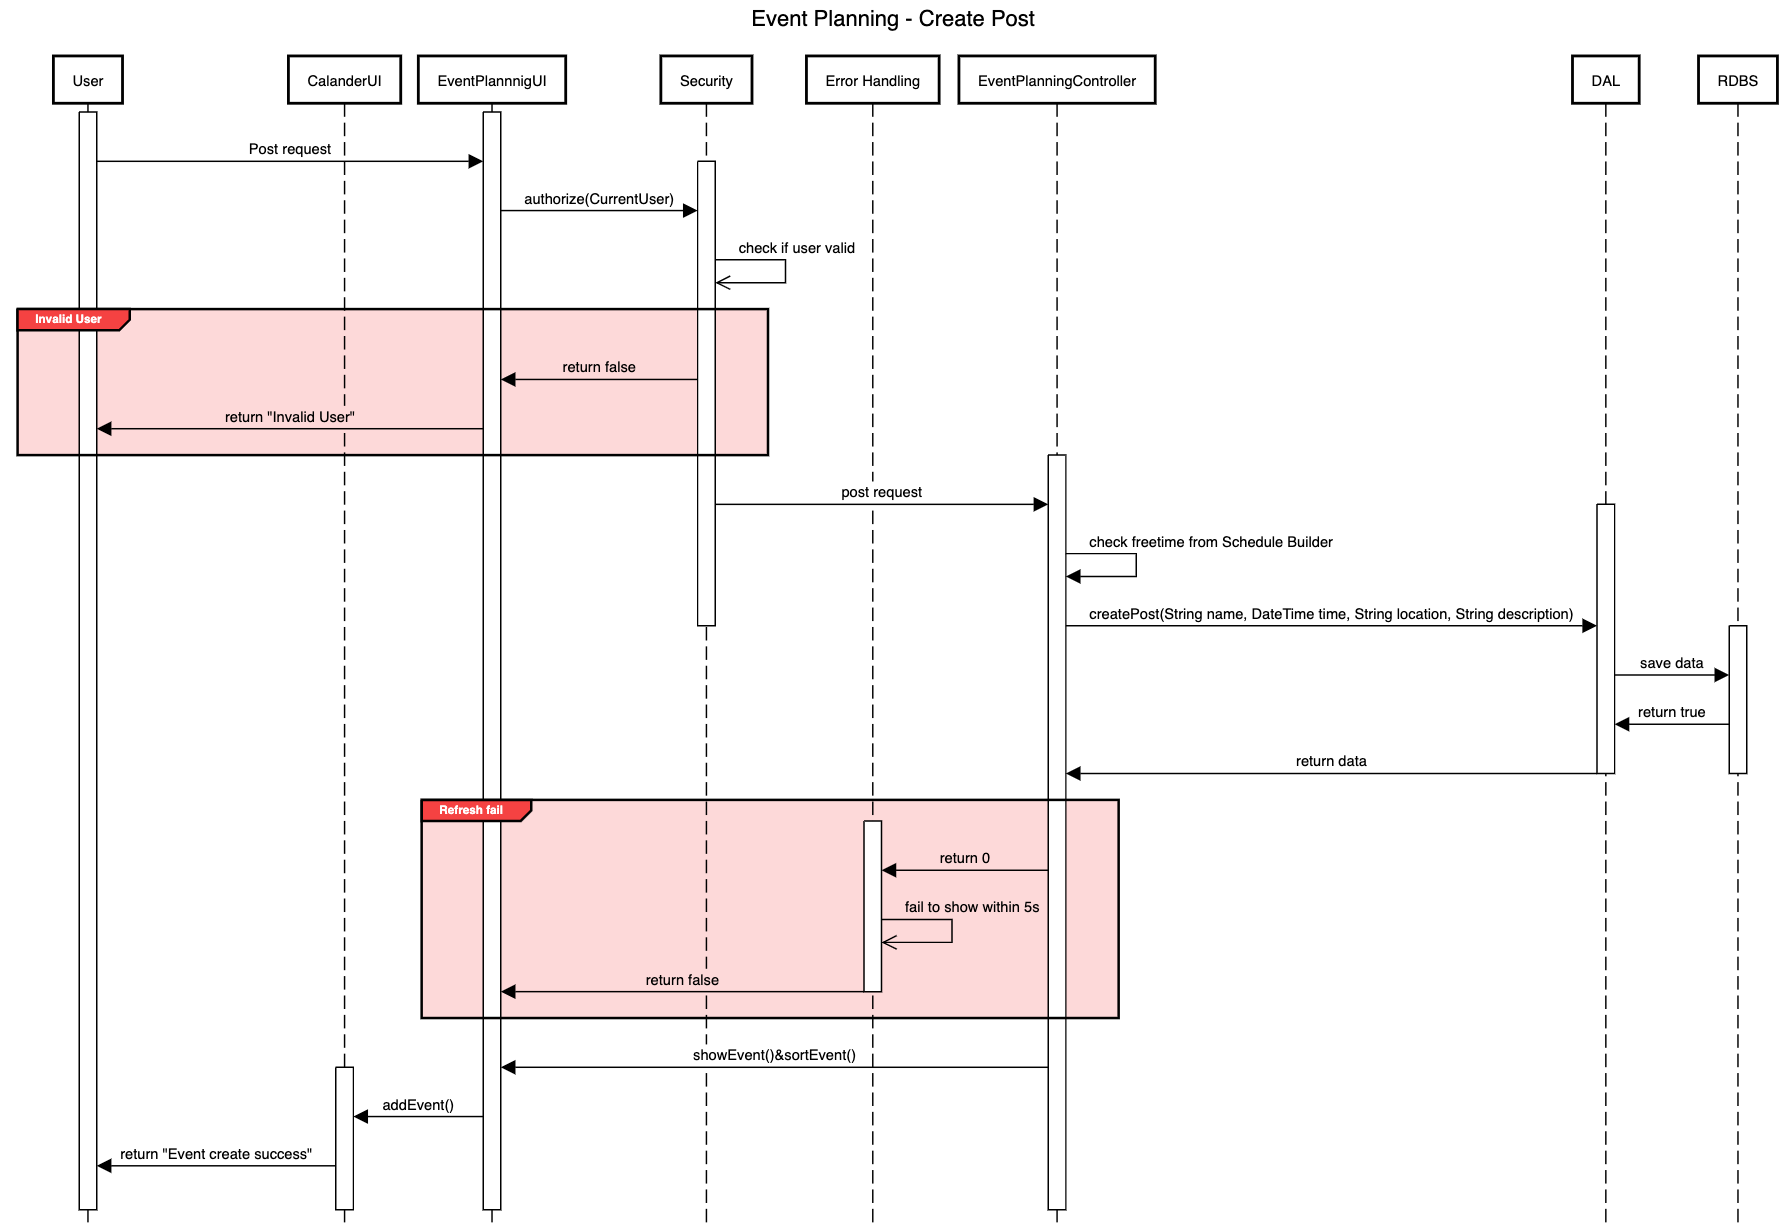 Event Planning - Create Post
User
CalanderUI
EventPlannnigUI
Security
Error Handling
EventPlanningController
DAL
RDBS
Post request
authorize(CurrentUser)
check if user valid
Invalid User
return false
return "Invalid User"
post request
check freetime from Schedule Builder
createPost(String name, DateTime time, String location, String description)
save data
return true
return data
Refresh fail
return 0
fail to show within 5s
return false
showEvent()&sortEvent()
addEvent()
return "Event create success"